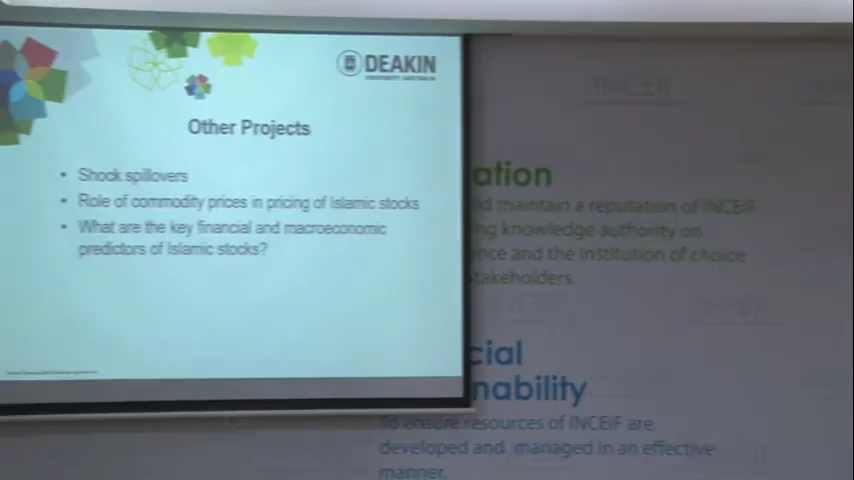 DEAKIN
UNIVERSITY AUSTRALIA
Other Projects
• Shock spillovers
• Role of commodity prices in pricing of Islamic stocks
• What are the key financial and macroeconomic
predictors of Islamic stocks?
ation
nd maintain a reputation of INCEIF
ng knowledge authority on
nce and the institution of choice
takeholders.
cial
nability
To ensure resources of INCEIF are
developed and managed in an effective
manner.